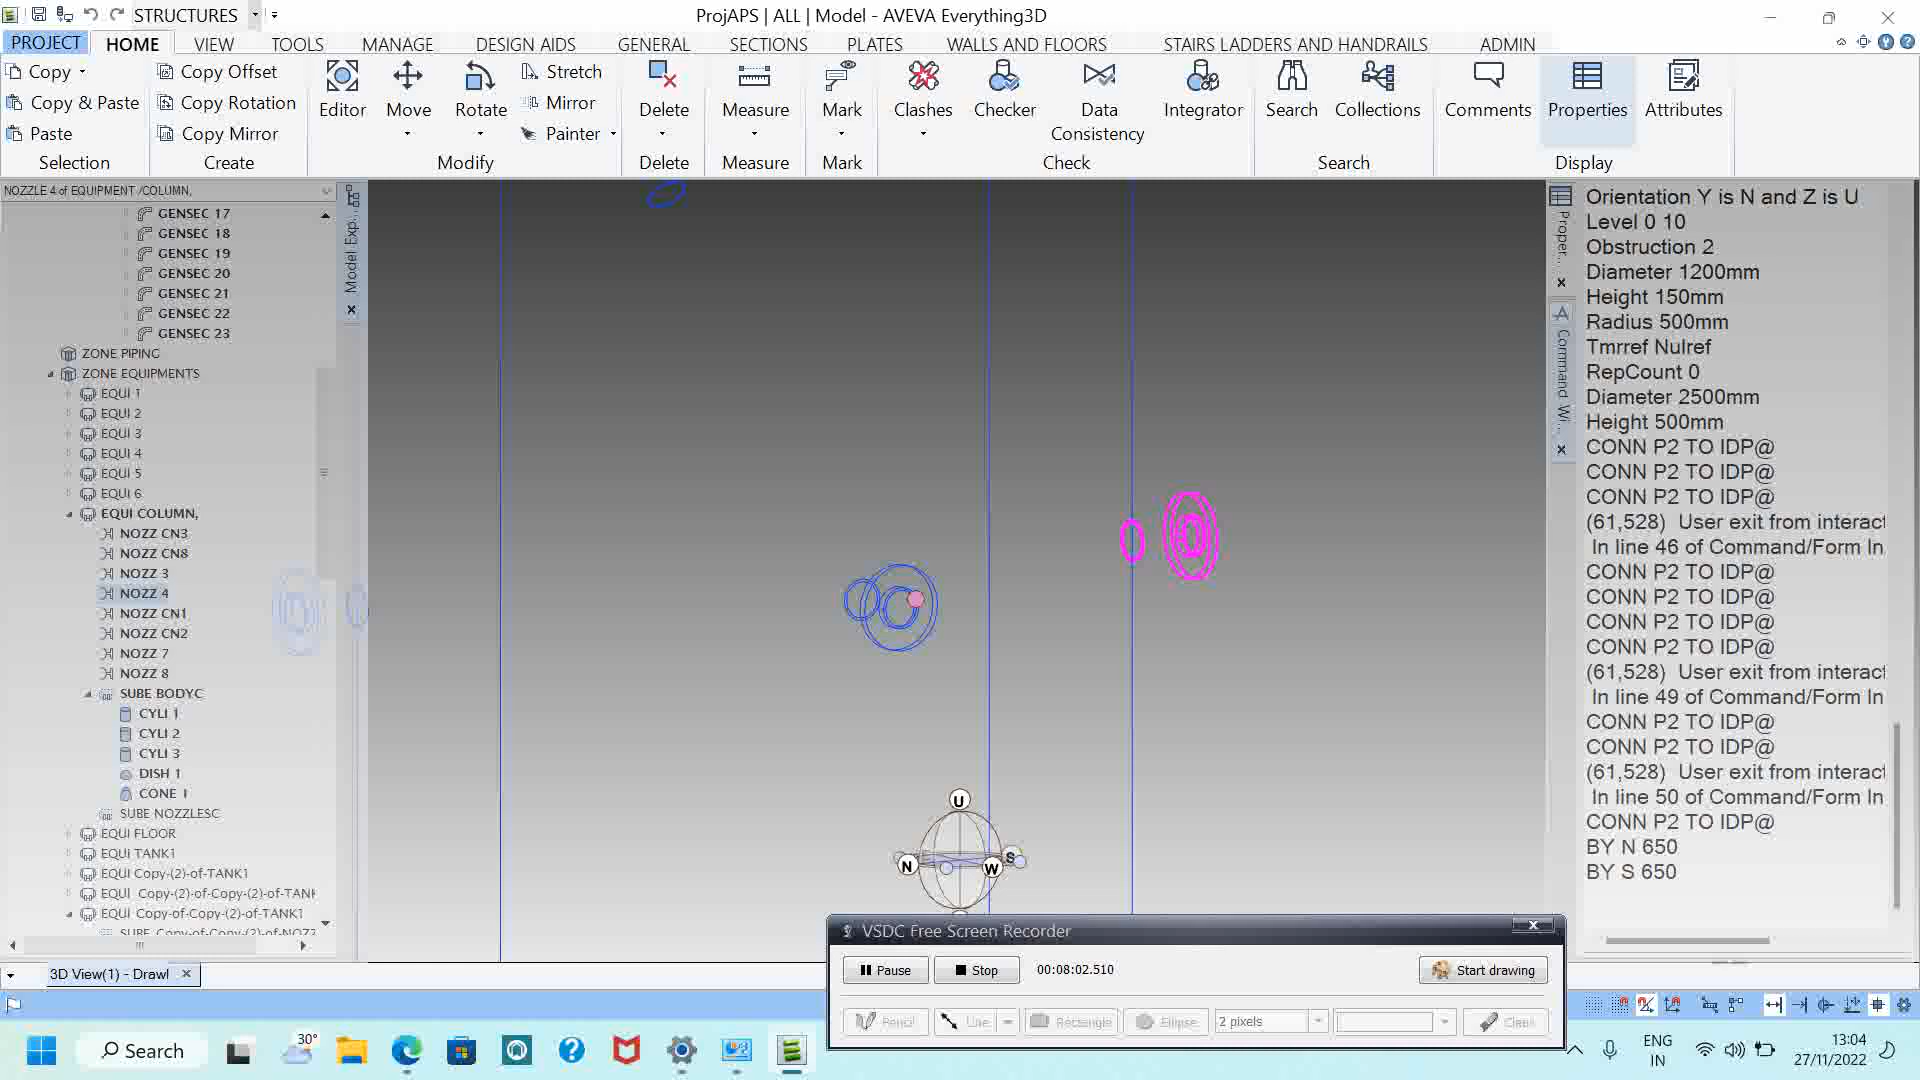 STRUCTURES
ProjAPS | ALL | Model - AVEVA Everything3D
PROJECT HOME VIEW TOOLS MANAGE DESIGN AIDS GENERAL SECTIONS PLATES WALLS AND FLOORS STAIRS LADDERS AND HANDRAILS ADMIN
Copy
Copy & Paste
Paste
Selection
Copy Offset
Copy Rotation
Copy Mirror
Create
Editor
Move
Rotate
Stretch
Mirror
Painter
Modify
Delete
Delete
Measure
Measure
Mark
Mark
Clashes
Checker
Data
Consistency
Integrator
Check
Search
Collections
Search
Comments
Properties
Attributes
Display
NOZZLE 4 of EQUIPMENT /COLUMN,
GENSEC 17
GENSEC 18
GENSEC 19
GENSEC 20
GENSEC 21
GENSEC 22
GENSEC 23
ZONE PIPING
ZONE EQUIPMENTS
EQUI 1
EQUI 2
EQUI 3
EQUI 4
EQUI 5
EQUI 6
EQUI COLUMN,
NOZZ CN3
NOZZ CN8
NOZZ 3
NOZZ 4
NOZZ CN1
NOZZ CN2
NOZZ 7
NOZZ 8
SUBE BODYC
CYLI 1
CYLI 2
CYLI 3
DISH 1
CONE 1
SUBE NOZZLESC
EQUI FLOOR
EQUI TANK1
EQUI Copy-(2)-of-TANK1
EQUI Copy-(2)-of-Copy-(2)-of-TANK
EQUI Copy-of-Copy-(2)-of-TANK1
SUBE Copy-of-Copy-(2)-of-NOZZ
Model Exp...
U
N
W
S
Proper...
Command Wi...
Orientation Y is N and Z is U
Level 0 10
Obstruction 2
Diameter 1200mm
Height 150mm
Radius 500mm
Tmrref Nulref
RepCount 0
Diameter 2500mm
Height 500mm
CONN P2 TO IDP@
CONN P2 TO IDP@
CONN P2 TO IDP@
(61,528) User exit from interact
In line 46 of Command/Form In
CONN P2 TO IDP@
CONN P2 TO IDP@
CONN P2 TO IDP@
CONN P2 TO IDP@
(61,528) User exit from interact
In line 49 of Command/Form In
CONN P2 TO IDP@
CONN P2 TO IDP@
(61,528) User exit from interact
In line 50 of Command/Form In
CONN P2 TO IDP@
BY N 650
BY S 650
3D View(1) - Drawl
VSDC Free Screen Recorder
Pause
Stop
00:08:02.510
Start drawing
Pencil
Line
Rectangle
Ellipse
2 pixels
Clear
Search
30°
ENG
IN
13:04
27/11/2022